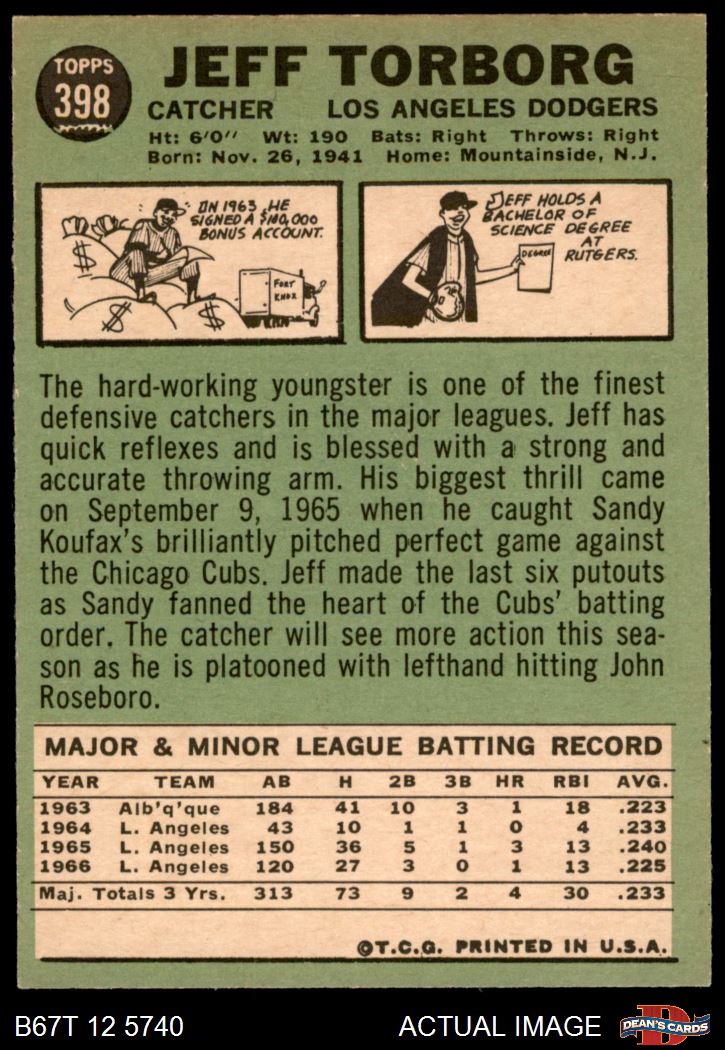 TOPPS
398
JEFF TORBORG
CATCHER LOS ANGELES DODGERS
Ht: 6'0" Wt: 190 Bats: Right Throws: Right
Born: Nov. 26, 1941 Home: Mountainside, N.J.
IN 1963, HE
SIGNED A $100,000
BONUS ACCOUNT.
$
$
$
FORT
KNOX
JEFF HOLDS A
BACHELOR OF
SCIENCE DEGREE
AT
RUTGERS.
DEGREE
The hard-working youngster is one of the finest
defensive catchers in the major leagues. Jeff has
quick reflexes and is blessed with a strong and
accurate throwing arm. His biggest thrill came
on September 9, 1965 when he caught Sandy
Koufax's brilliantly pitched perfect game against
the Chicago Cubs. Jeff made the last six putouts
as Sandy fanned the heart of the Cubs' batting
order. The catcher will see more action this sea-
son as he is platooned with lefthand hitting John
Roseboro.
MAJOR & MINOR LEAGUE BATTING RECORD
YEAR TEAM AB H 2B 3B HR RBI AVG.
1963 Alb'q'que 184 41 10 3 1 18 .223
1964 L. Angeles 43 10 1 1 0 4 .233
1965 L. Angeles 150 36 5 1 3 13 .240
1966 L. Angeles 120 27 3 0 1 13 .225
Maj. Totals 3 Yrs. 313 73 9 2 4 30 .233
©T.C.G. PRINTED IN U.S.A.
B67T 12 5740 ACTUAL IMAGE
D
DEAN'S CARDS